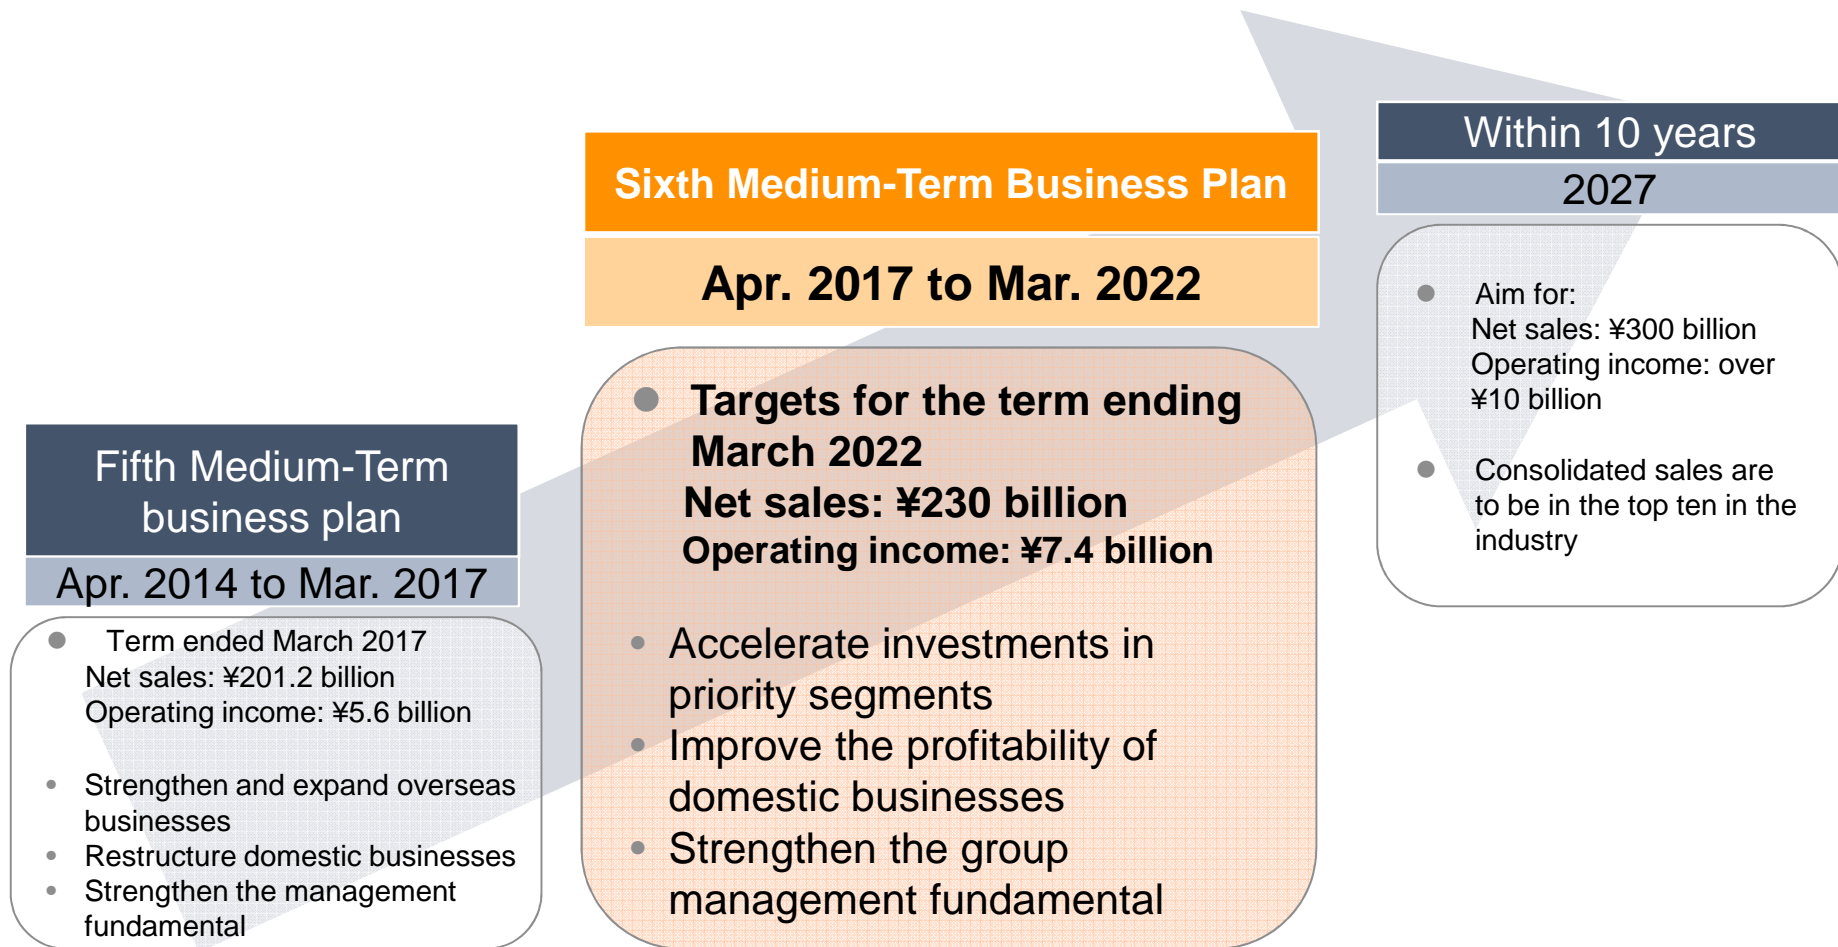 Fifth Medium-Term
business plan
Apr. 2014 to Mar. 2017
● Term ended March 2017
Net sales: ¥201.2 billion
Operating income: ¥5.6 billion
• Strengthen and expand overseas
businesses
• Restructure domestic businesses
• Strengthen the management
fundamental
Sixth Medium-Term Business Plan
Apr. 2017 to Mar. 2022
● Targets for the term ending
March 2022
Net sales: ¥230 billion
Operating income: ¥7.4 billion
• Accelerate investments in
priority segments
• Improve the profitability of
domestic businesses
• Strengthen the group
management fundamental
Within 10 years
2027
● Aim for:
Net sales: ¥300 billion
Operating income: over
¥10 billion
● Consolidated sales are
to be in the top ten in the
industry